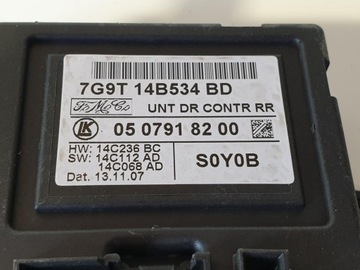 7G9T 14B534 BD
FoMoCo
UNT DR CONTR RR
LK
05 0791 82 00
HW: 14C236 BC
SW: 14C112 AD
14C068 AD
Dat. 13.11.07
S0Y0B